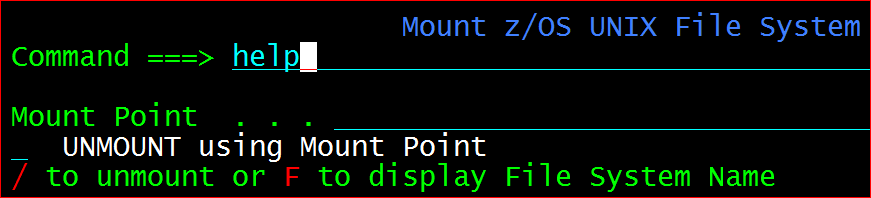 Mount z/OS UNIX File System
Command ===> help
Mount Point . . .
_ UNMOUNT using Mount Point
/ to unmount or F to display File System Name